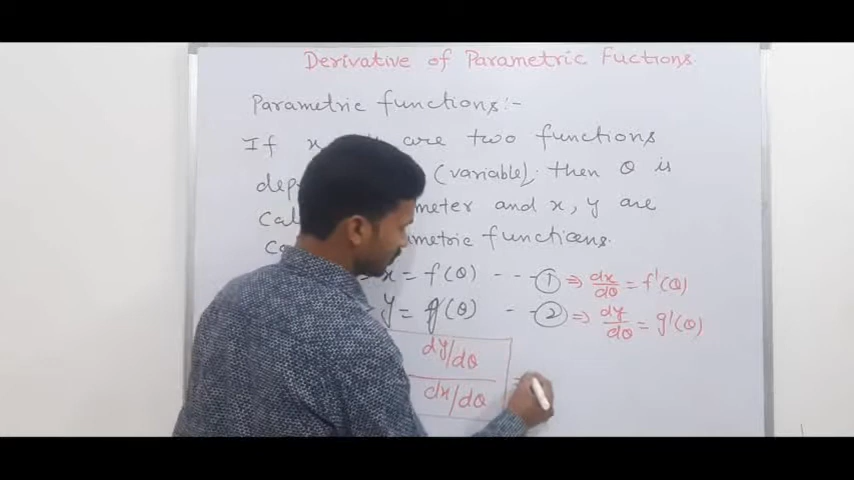 Derivative of Parametric Fuctions
Parametric functions:-
If x are two functions
(variable). then θ is
meter and x, y are
metric functions.
x = f(θ) --- ① ⇒ dx/dθ = f'(θ)
y = g(θ) - - ② ⇒ dy/dθ = g'(θ)
dy/dθ
dx/dθ